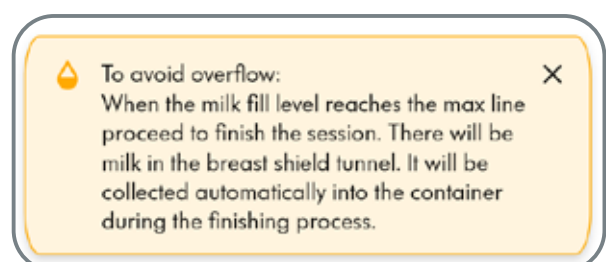 To avoid overflow:
When the milk fill level reaches the max line
proceed to finish the session. There will be
milk in the breast shield tunnel. It will be
collected automatically into the container
during the finishing process.